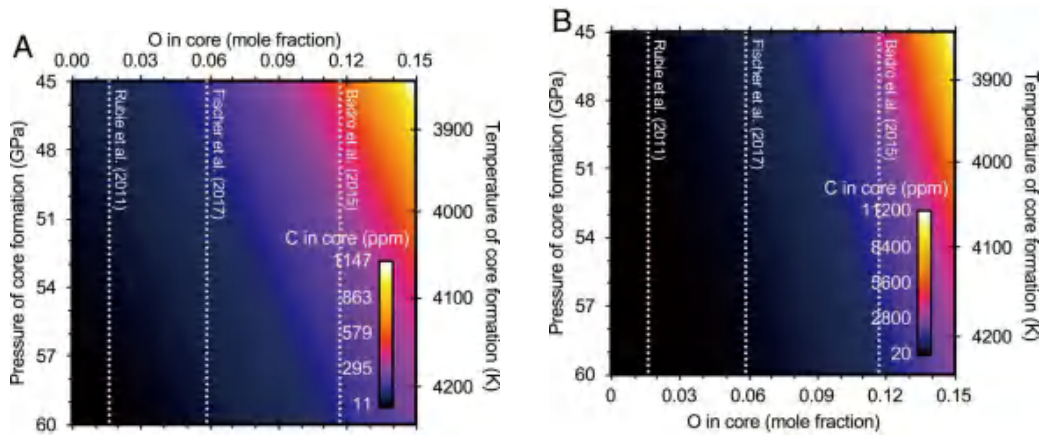 A
O in core (mole fraction)
0.00 0.03 0.06 0.09 0.12 0.15
45
48
51
54
57
60
Pressure of core formation (GPa)
Rubie et al. (2011)
Fischer et al. (2017)
Badro et al. (2015)
C in core (ppm)
1147
863
579
295
11
3900
4000
4100
4200
Temperature of core formation (K)
B
45
48
51
54
57
60
Pressure of core formation (GPa)
Rubie et al. (2011)
Fischer et al. (2017)
Badro et al. (2015)
C in core (ppm)
11200
8400
5600
2800
20
3900
4000
4100
4200
Temperature of core formation (K)
0 0.03 0.06 0.09 0.12 0.15
O in core (mole fraction)